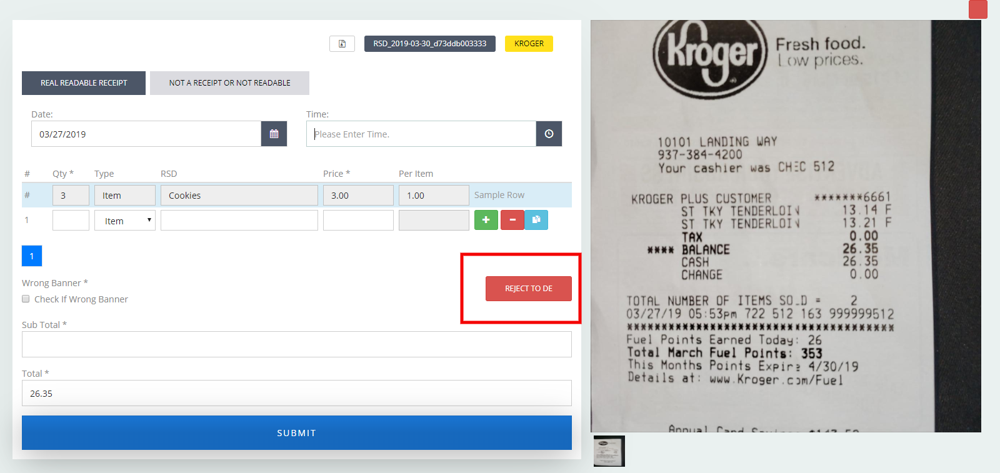 RSD_2019-03-30_d73ddb003333
KROGER
REAL READABLE RECEIPT
NOT A RECEIPT OR NOT READABLE
Date:
Time:
03/27/2019
Please Enter Time.
# Qty * Type RSD Price * Per Item
# 3 Item Cookies 3.00 1.00 Sample Row
1 Item
1
Wrong Banner *
Check If Wrong Banner
REJECT TO DE
Sub Total *
Total *
26.35
SUBMIT
Kroger
Fresh food.
Low prices.
10101 LANDING WAY
937-384-4200
Your cashier was CHEC 512
KROGER PLUS CUSTOMER *******6661
ST TKY TENDERLOIN 13.14 F
ST TKY TENDERLOIN 13.21 F
TAX 0.00
**** BALANCE 26.35
CASH 26.35
CHANGE 0.00
TOTAL NUMBER OF ITEMS SOLD = 2
03/27/19 05:53pm 722 512 163 999999512
****************************************
Fuel Points Earned Today: 26
Total March Fuel Points: 353
This Months Points Expire 4/30/19
Details at: www.Kroger.com/Fuel
Annual Card